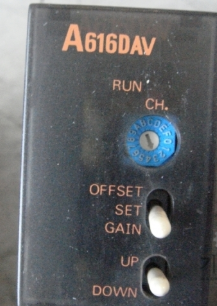 A616DAV
RUN
CH.
OFFSET
SET
GAIN
UP
DOWN